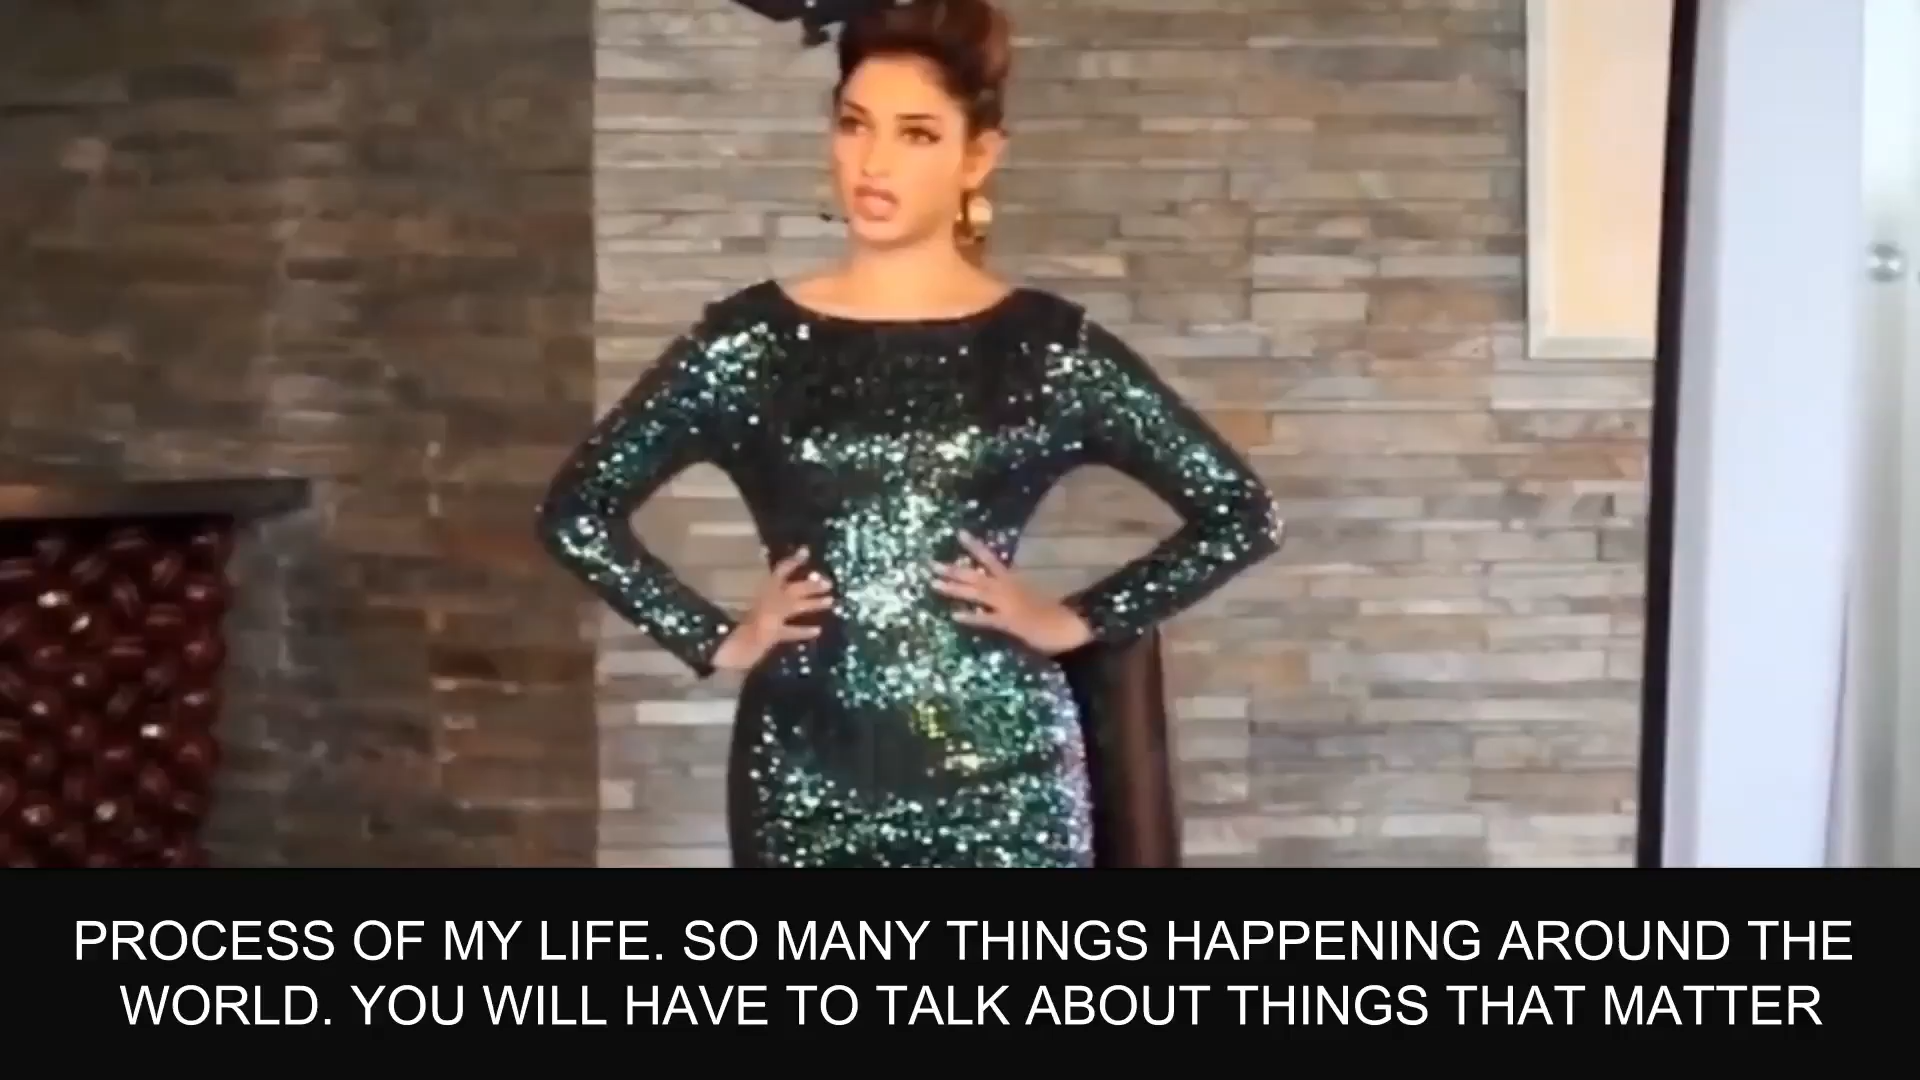 PROCESS OF MY LIFE. SO MANY THINGS HAPPENING AROUND THE
WORLD. YOU WILL HAVE TO TALK ABOUT THINGS THAT MATTER